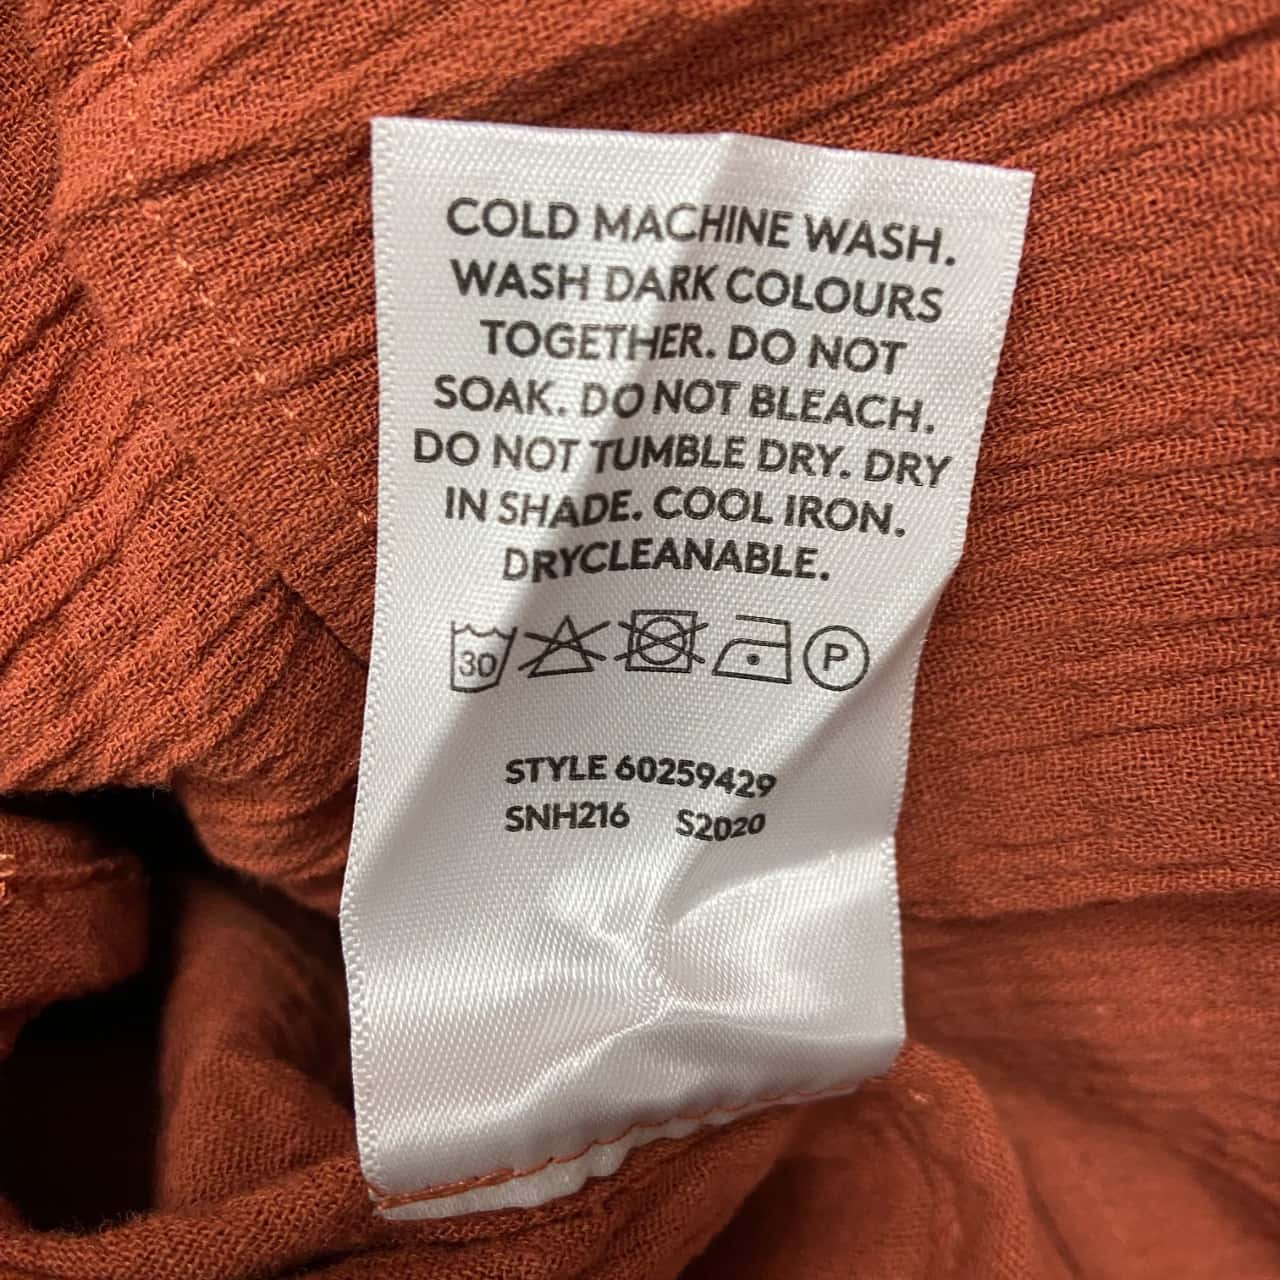 COLD MACHINE WASH.
WASH DARK COLOURS
TOGETHER. DO NOT
SOAK. DO NOT BLEACH.
DO NOT TUMBLE DRY. DRY
IN SHADE. COOL IRON.
DRYCLEANABLE.
30 P
STYLE 60259429
SNH216 S2020